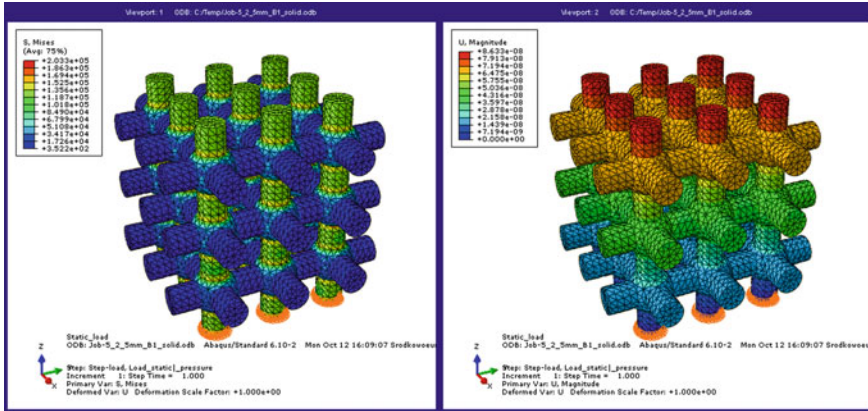 Viewport: 1 ODB: C:/Temp/Job-5_2_5mm_B1_solid.odb
S, Mises
(Avg: 75%)
+2.033e+05
+1.863e+05
+1.694e+05
+1.525e+05
+1.356e+05
+1.187e+05
+1.018e+05
+8.490e+04
+6.799e+04
+5.108e+04
+3.417e+04
+1.726e+04
+3.522e+02
Static_load
ODB: Job-5_2_5mm_B1_solid.odb Abaqus/Standard 6.10-2 Mon Oct 12 16:09:07 Srodkowoeu
Z
Y
X
Step: Step-load, Load_static|_pressure
Increment 1: Step Time = 1.000
Primary Var: S, Mises
Deformed Var: U Deformation Scale Factor: +1.000e+00
Viewport: 2 ODB: C:/Temp/Job-5_2_5mm_B1_solid.odb
U, Magnitude
+8.633e-08
+7.913e-08
+7.194e-08
+6.475e-08
+5.755e-08
+5.036e-08
+4.316e-08
+3.597e-08
+2.878e-08
+2.158e-08
+1.439e-08
+7.194e-09
+0.000e+00
Static_load
ODB: Job-5_2_5mm_B1_solid.odb Abaqus/Standard 6.10-2 Mon Oct 12 16:09:07 Srodkowoeu
Z
Y
X
Step: Step-load, Load_static|_pressure
Increment 1: Step Time = 1.000
Primary Var: U, Magnitude
Deformed Var: U Deformation Scale Factor: +1.000e+00